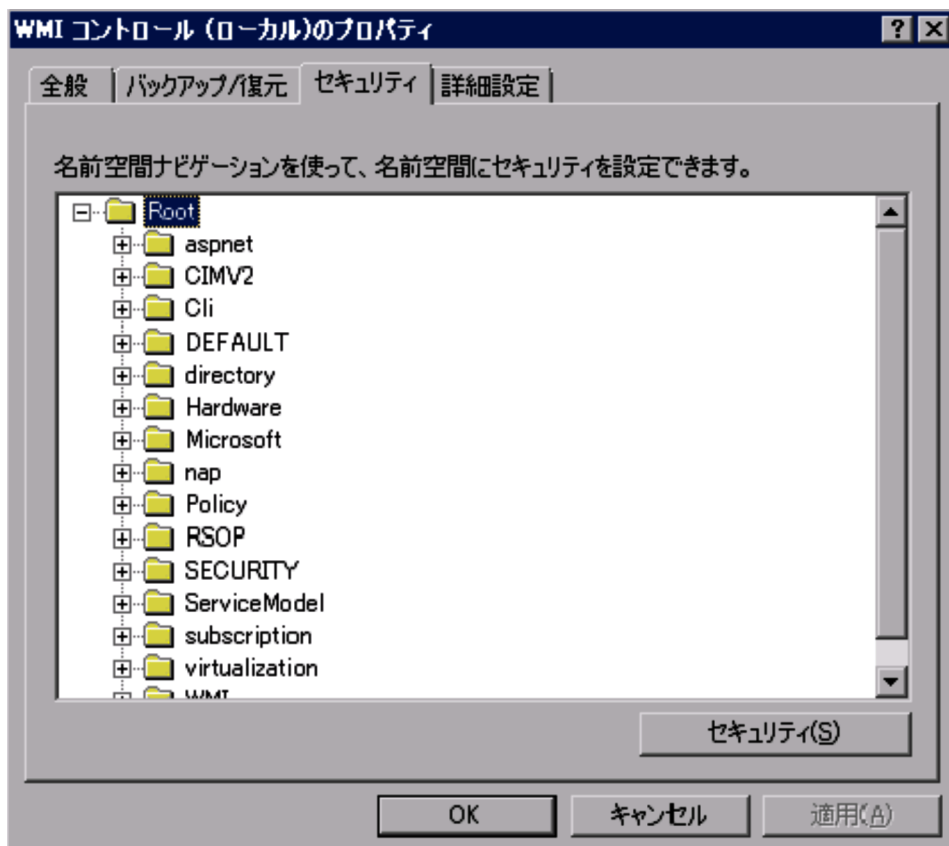 WMI コントロール (ローカル)のプロパティ
全般 バックアップ/復元 セキュリティ 詳細設定
名前空間ナビゲーションを使って、名前空間にセキュリティを設定できます。
Root
aspnet
CIMV2
Cli
DEFAULT
directory
Hardware
Microsoft
nap
Policy
RSOP
SECURITY
ServiceModel
subscription
virtualization
WMI
セキュリティ(S)
OK キャンセル 適用(A)